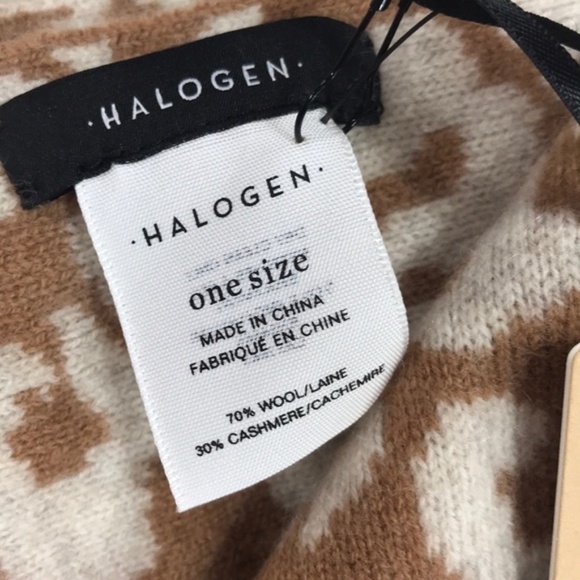 ·HALOGEN·
·HALOGEN·
one size
MADE IN CHINA
FABRIQUÉ EN CHINE
70% WOOL/LAINE
30% CASHMERE/CACHEMIRE